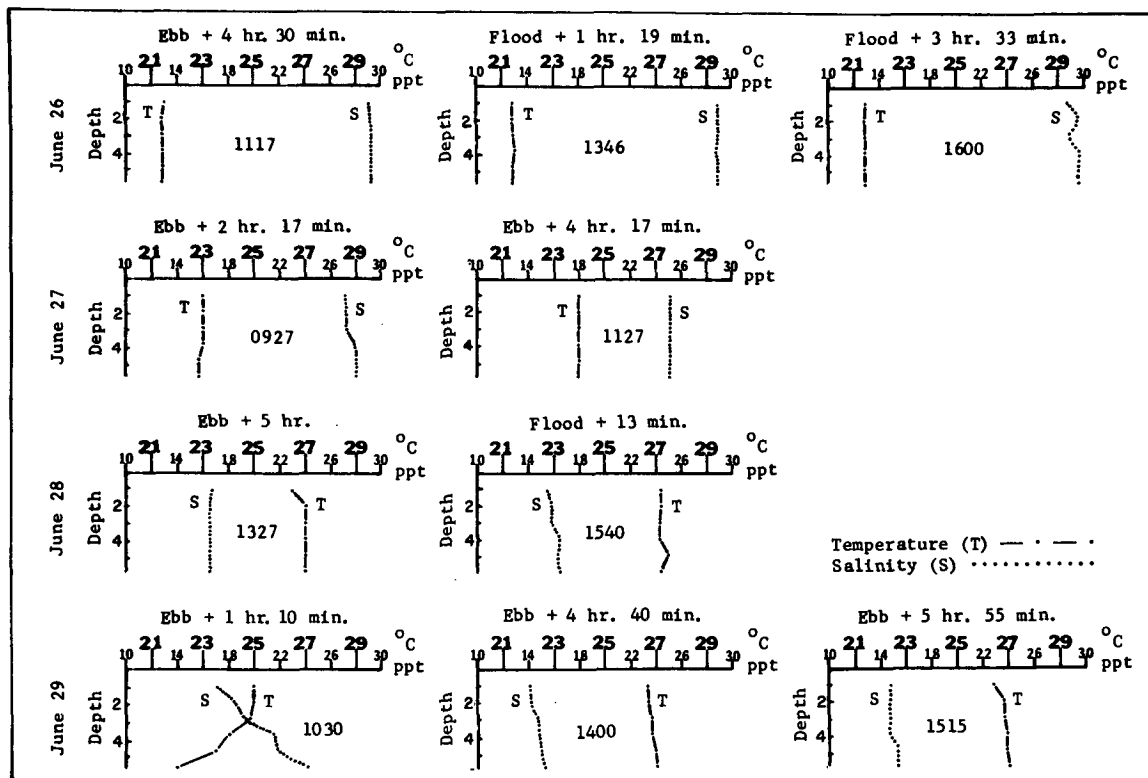 Ebb + 4 hr. 30 min. Flood + 1 hr. 19 min. Flood + 3 hr. 33 min.
21 23 25 27 29 °C 21 23 25 27 29 °C 21 23 25 27 29 °C
10 14 18 22 26 30 ppt 10 14 18 22 26 30 ppt 10 14 18 22 26 30 ppt
June 26 Depth 2 4 T 1117 S Depth 2 4 T 1346 S Depth 2 4 T 1600 S
Ebb + 2 hr. 17 min. Ebb + 4 hr. 17 min.
21 23 25 27 29 °C 21 23 25 27 29 °C
10 14 18 22 26 30 ppt 10 14 18 22 26 30 ppt
June 27 Depth 2 4 T 0927 S Depth 2 4 T 1127 S
Ebb + 5 hr. Flood + 13 min.
21 23 25 27 29 °C 21 23 25 27 29 °C
10 14 18 22 26 30 ppt 10 14 18 22 26 30 ppt
June 28 Depth 2 4 S 1327 T Depth 2 4 S 1540 T
Temperature (T)
Salinity (S)
Ebb + 1 hr. 10 min. Ebb + 4 hr. 40 min. Ebb + 5 hr. 55 min.
21 23 25 27 29 °C 21 23 25 27 29 °C 21 23 25 27 29 °C
10 14 18 22 26 30 ppt 10 14 18 22 26 30 ppt 10 14 18 22 26 30 ppt
June 29 Depth 2 4 S T 1030 Depth 2 4 S 1400 T Depth 2 4 S 1515 T